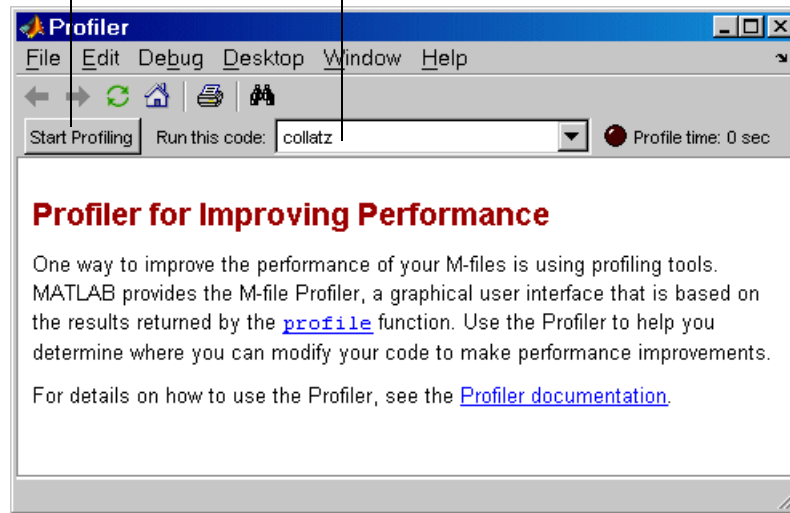 Profiler
File Edit Debug Desktop Window Help
Start Profiling Run this code: collatz Profile time: 0 sec
Profiler for Improving Performance
One way to improve the performance of your M-files is using profiling tools.
MATLAB provides the M-file Profiler, a graphical user interface that is based on
the results returned by the profile function. Use the Profiler to help you
determine where you can modify your code to make performance improvements.
For details on how to use the Profiler, see the Profiler documentation.